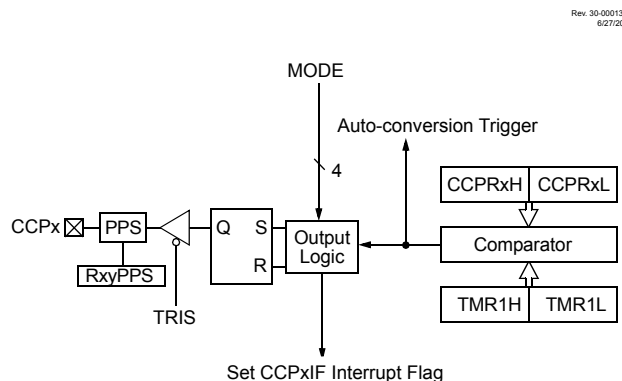 Rev. 30-00013
6/27/20
MODE
Auto-conversion Trigger
4
CCPRxH CCPRxL
CCPx PPS Q S Output Logic Comparator
R
RxyPPS
TMR1H TMR1L
TRIS
Set CCPxIF Interrupt Flag